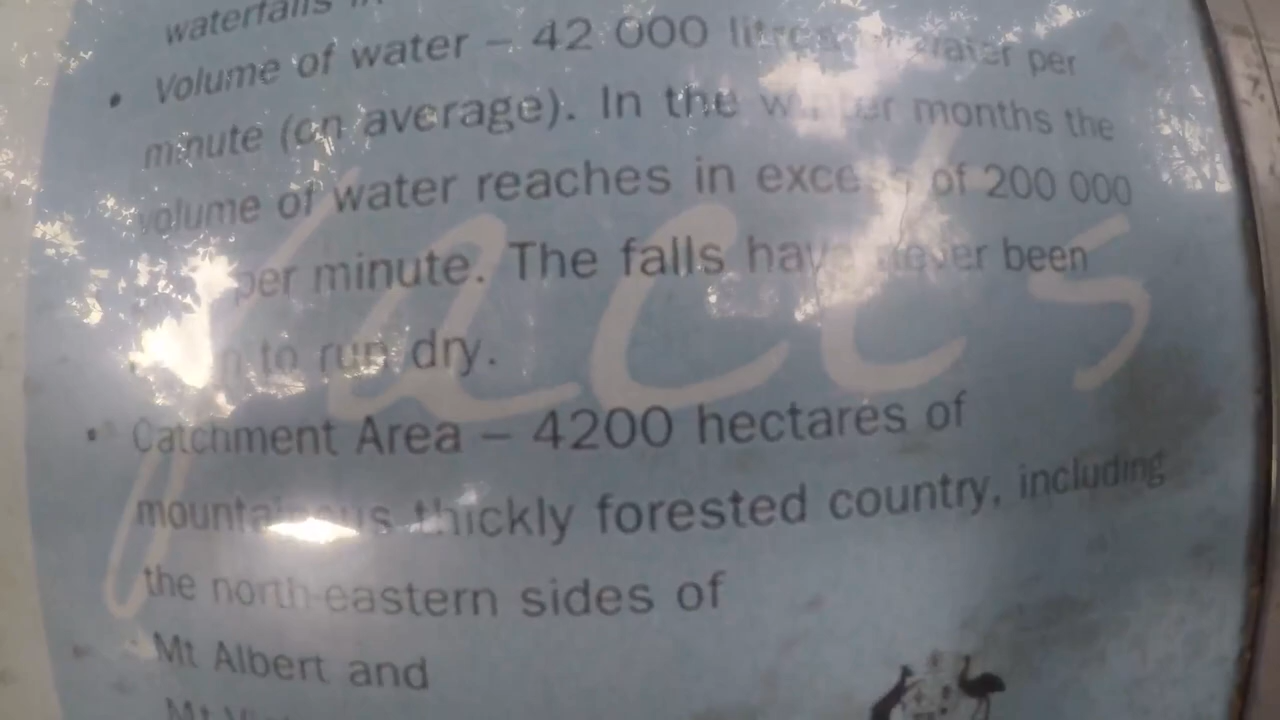 waterfalls in
• Volume of water – 42 000 litres water per
minute (on average). In the winter months the
volume of water reaches in excess of 200 000
per minute. The falls have never been
to run dry.
• Catchment Area – 4200 hectares of
mountainous thickly forested country, including
the north-eastern sides of
Mt Albert and
Mt
facts